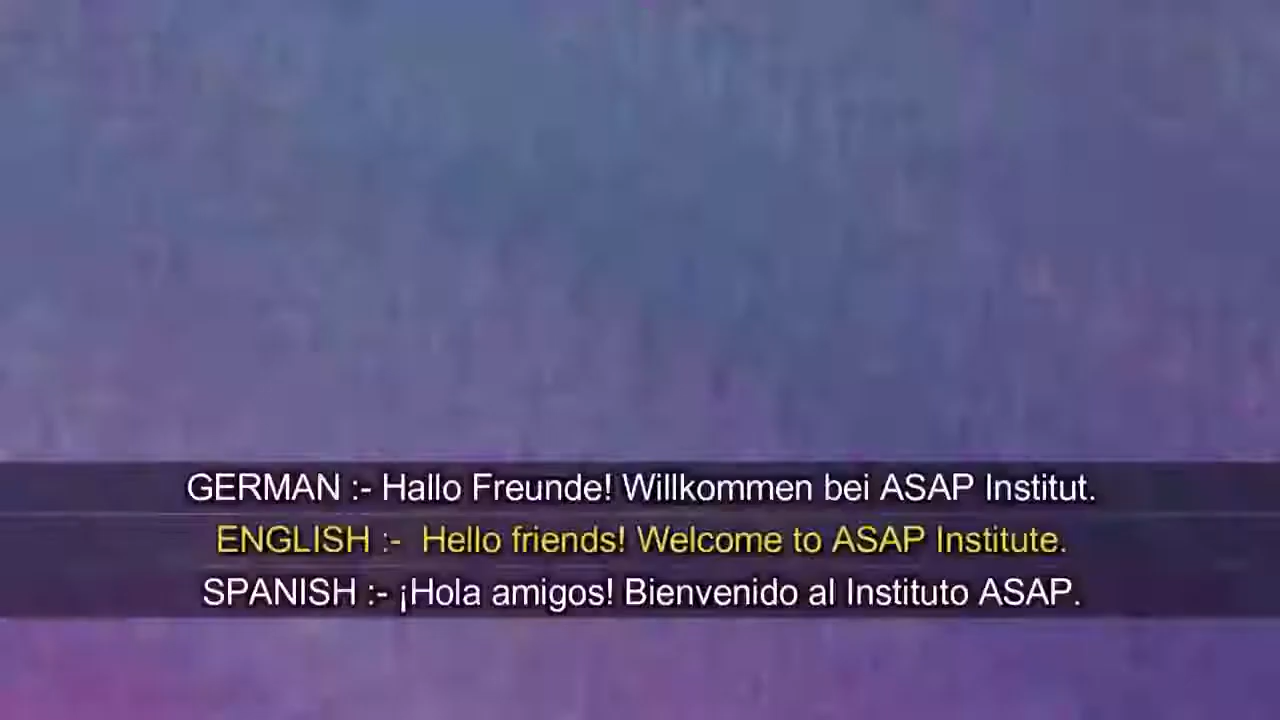 GERMAN :- Hallo Freunde! Willkommen bei ASAP Institut.
ENGLISH :-  Hello friends! Welcome to ASAP Institute.
SPANISH :- ¡Hola amigos! Bienvenido al Instituto ASAP.